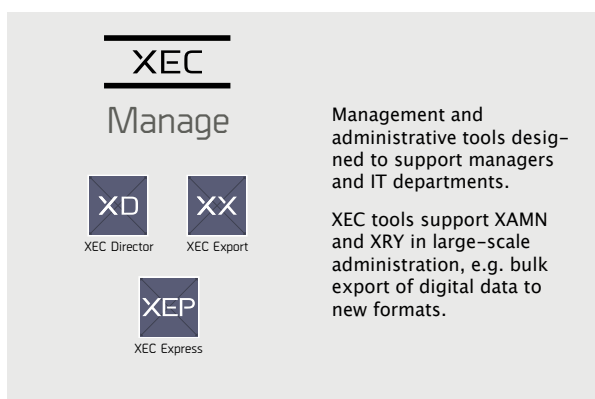 XEC
Manage
XD
XX
XEC Director
XEC Export
XEP
XEC Express
Management and
administrative tools desig-
ned to support managers
and IT departments.
XEC tools support XAMN
and XRY in large-scale
administration, e.g. bulk
export of digital data to
new formats.